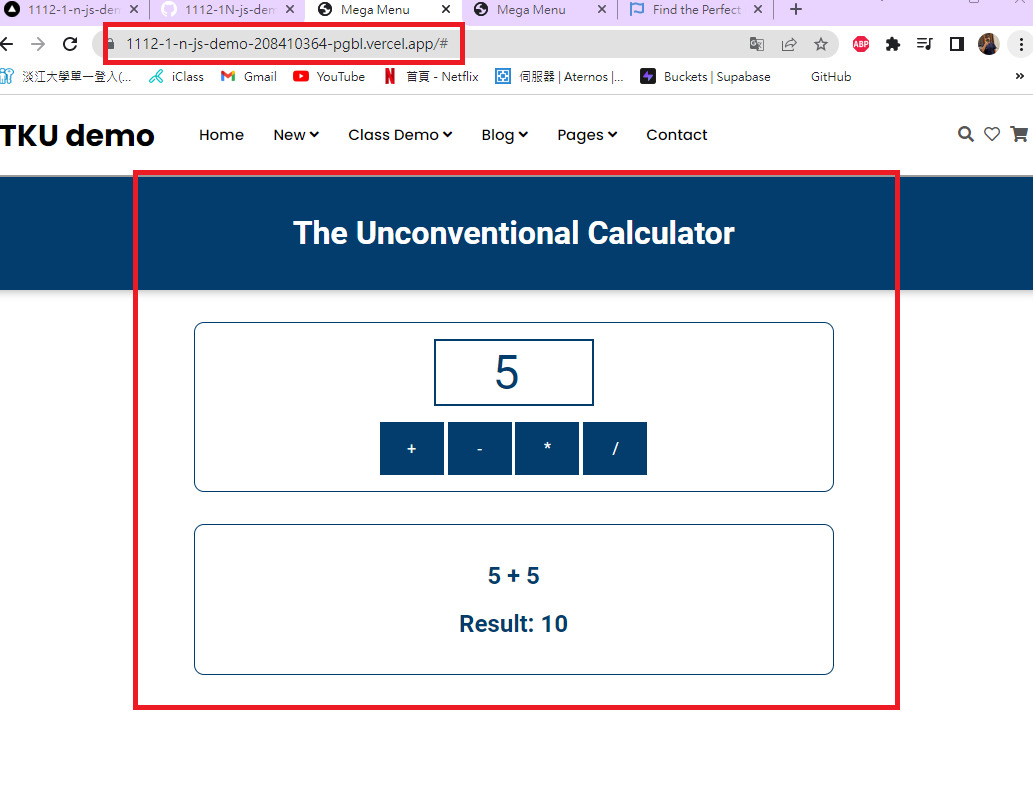 1112-1-n-js-den
1112-1N-js-dem
Mega Menu
Mega Menu
Find the Perfect
1112-1-n-js-demo-208410364-pgbl.vercel.app/#
ABP
淡江大學單一登入(...
iClass
Gmail
YouTube
首頁 - Netflix
伺服器 | Aternos |...
Buckets | Supabase
GitHub
»
TKU demo
Home
New
Class Demo
Blog
Pages
Contact
The Unconventional Calculator
5
+ - * /
5 + 5
Result: 10